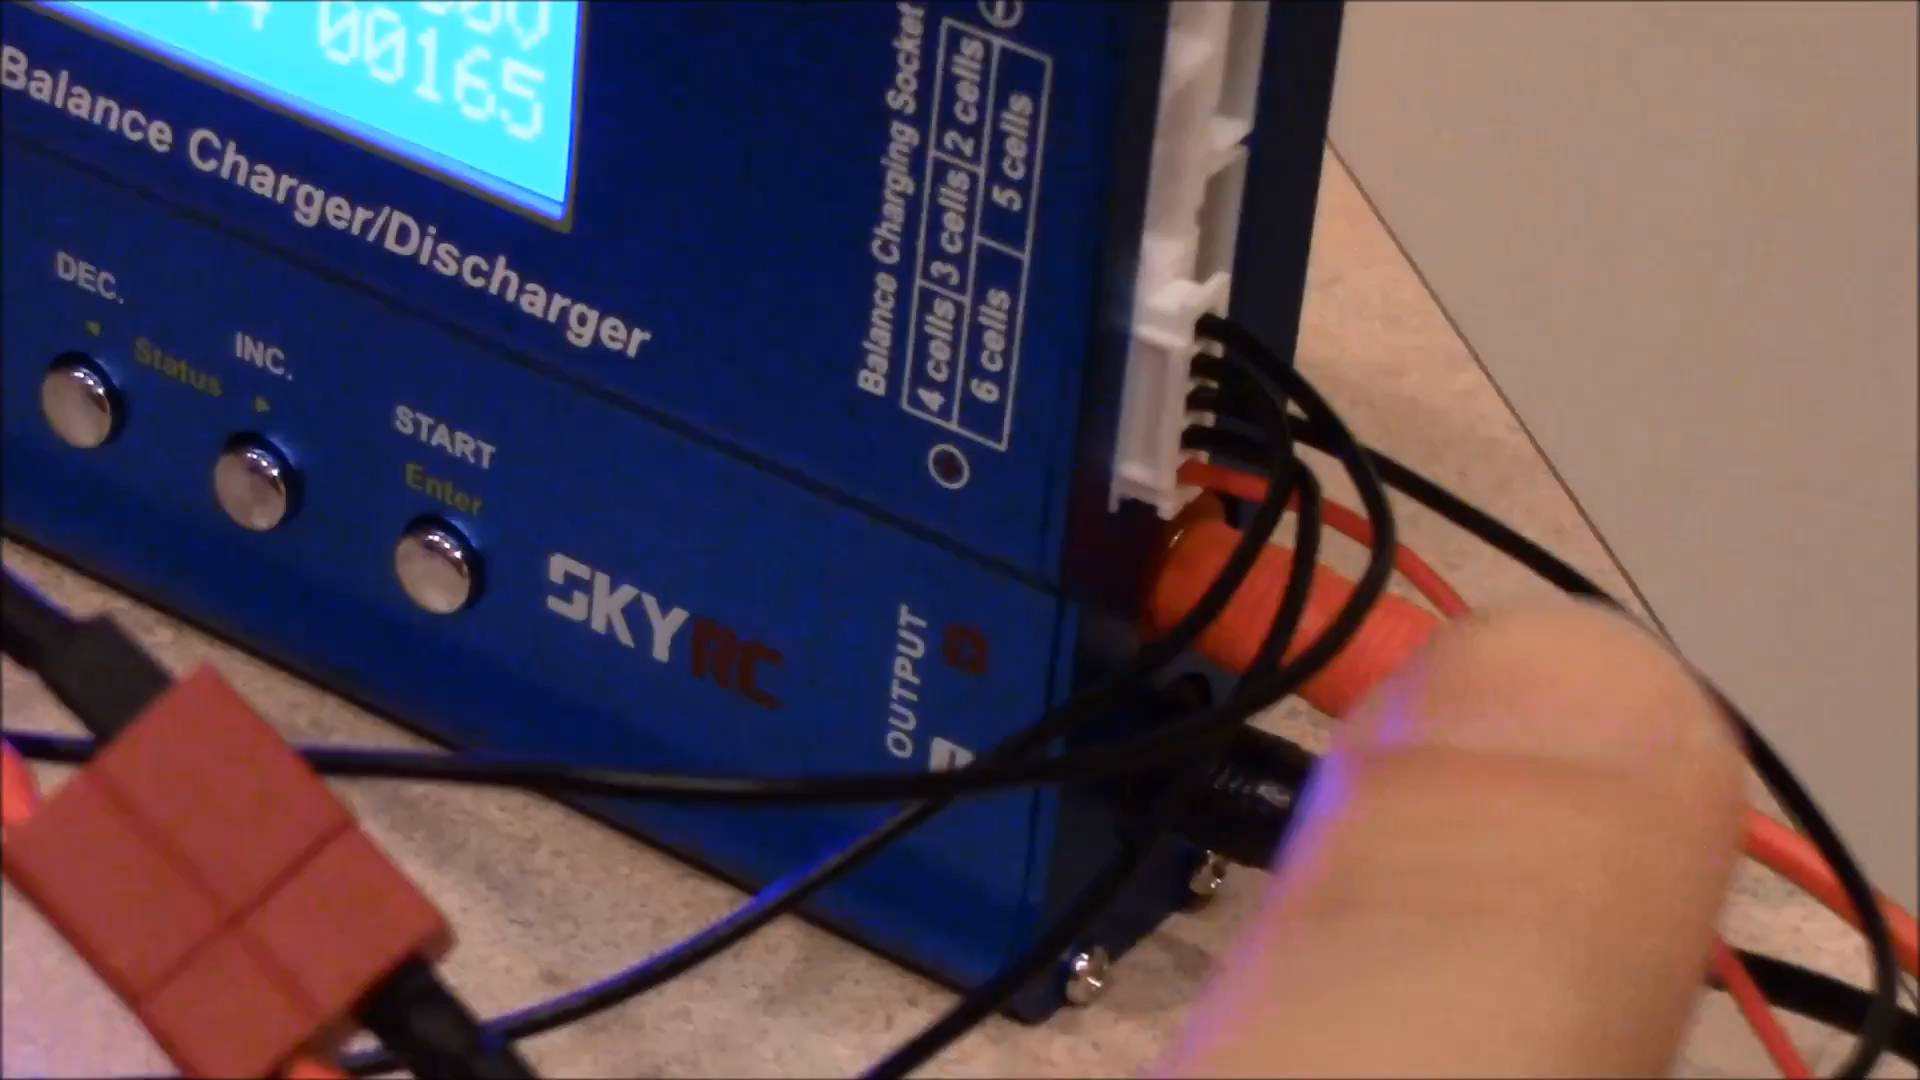 00165
Balance Charger/Discharger
DEC.
Status
INC.
START
Enter
SKYRC
Balance Charging Socket
4 cells 3 cells 2 cells
6 cells 5 cells
OUTPUT